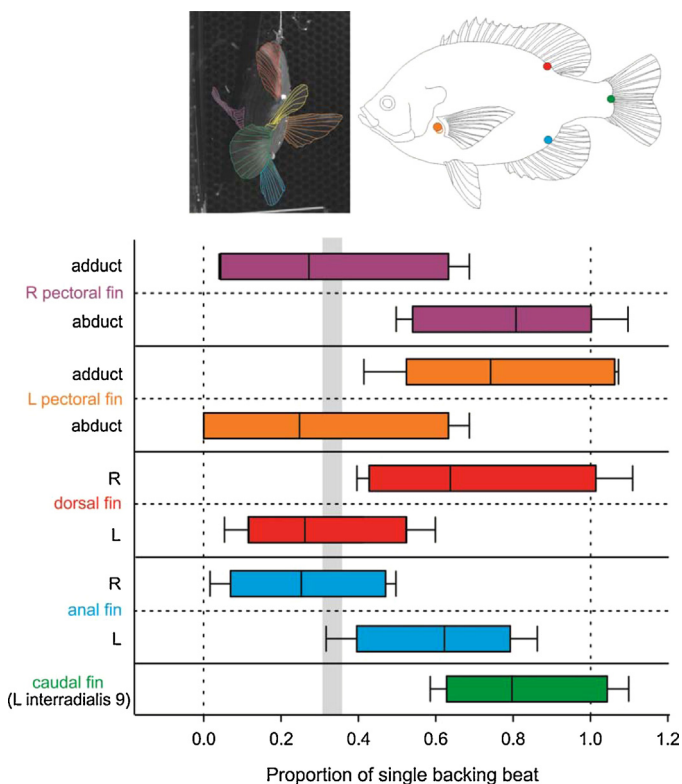 adduct
R pectoral fin
abduct
adduct
L pectoral fin
abduct
R
dorsal fin
L
R
anal fin
L
caudal fin
(L interradialis 9)
0.0 0.2 0.4 0.6 0.8 1.0 1.2
Proportion of single backing beat